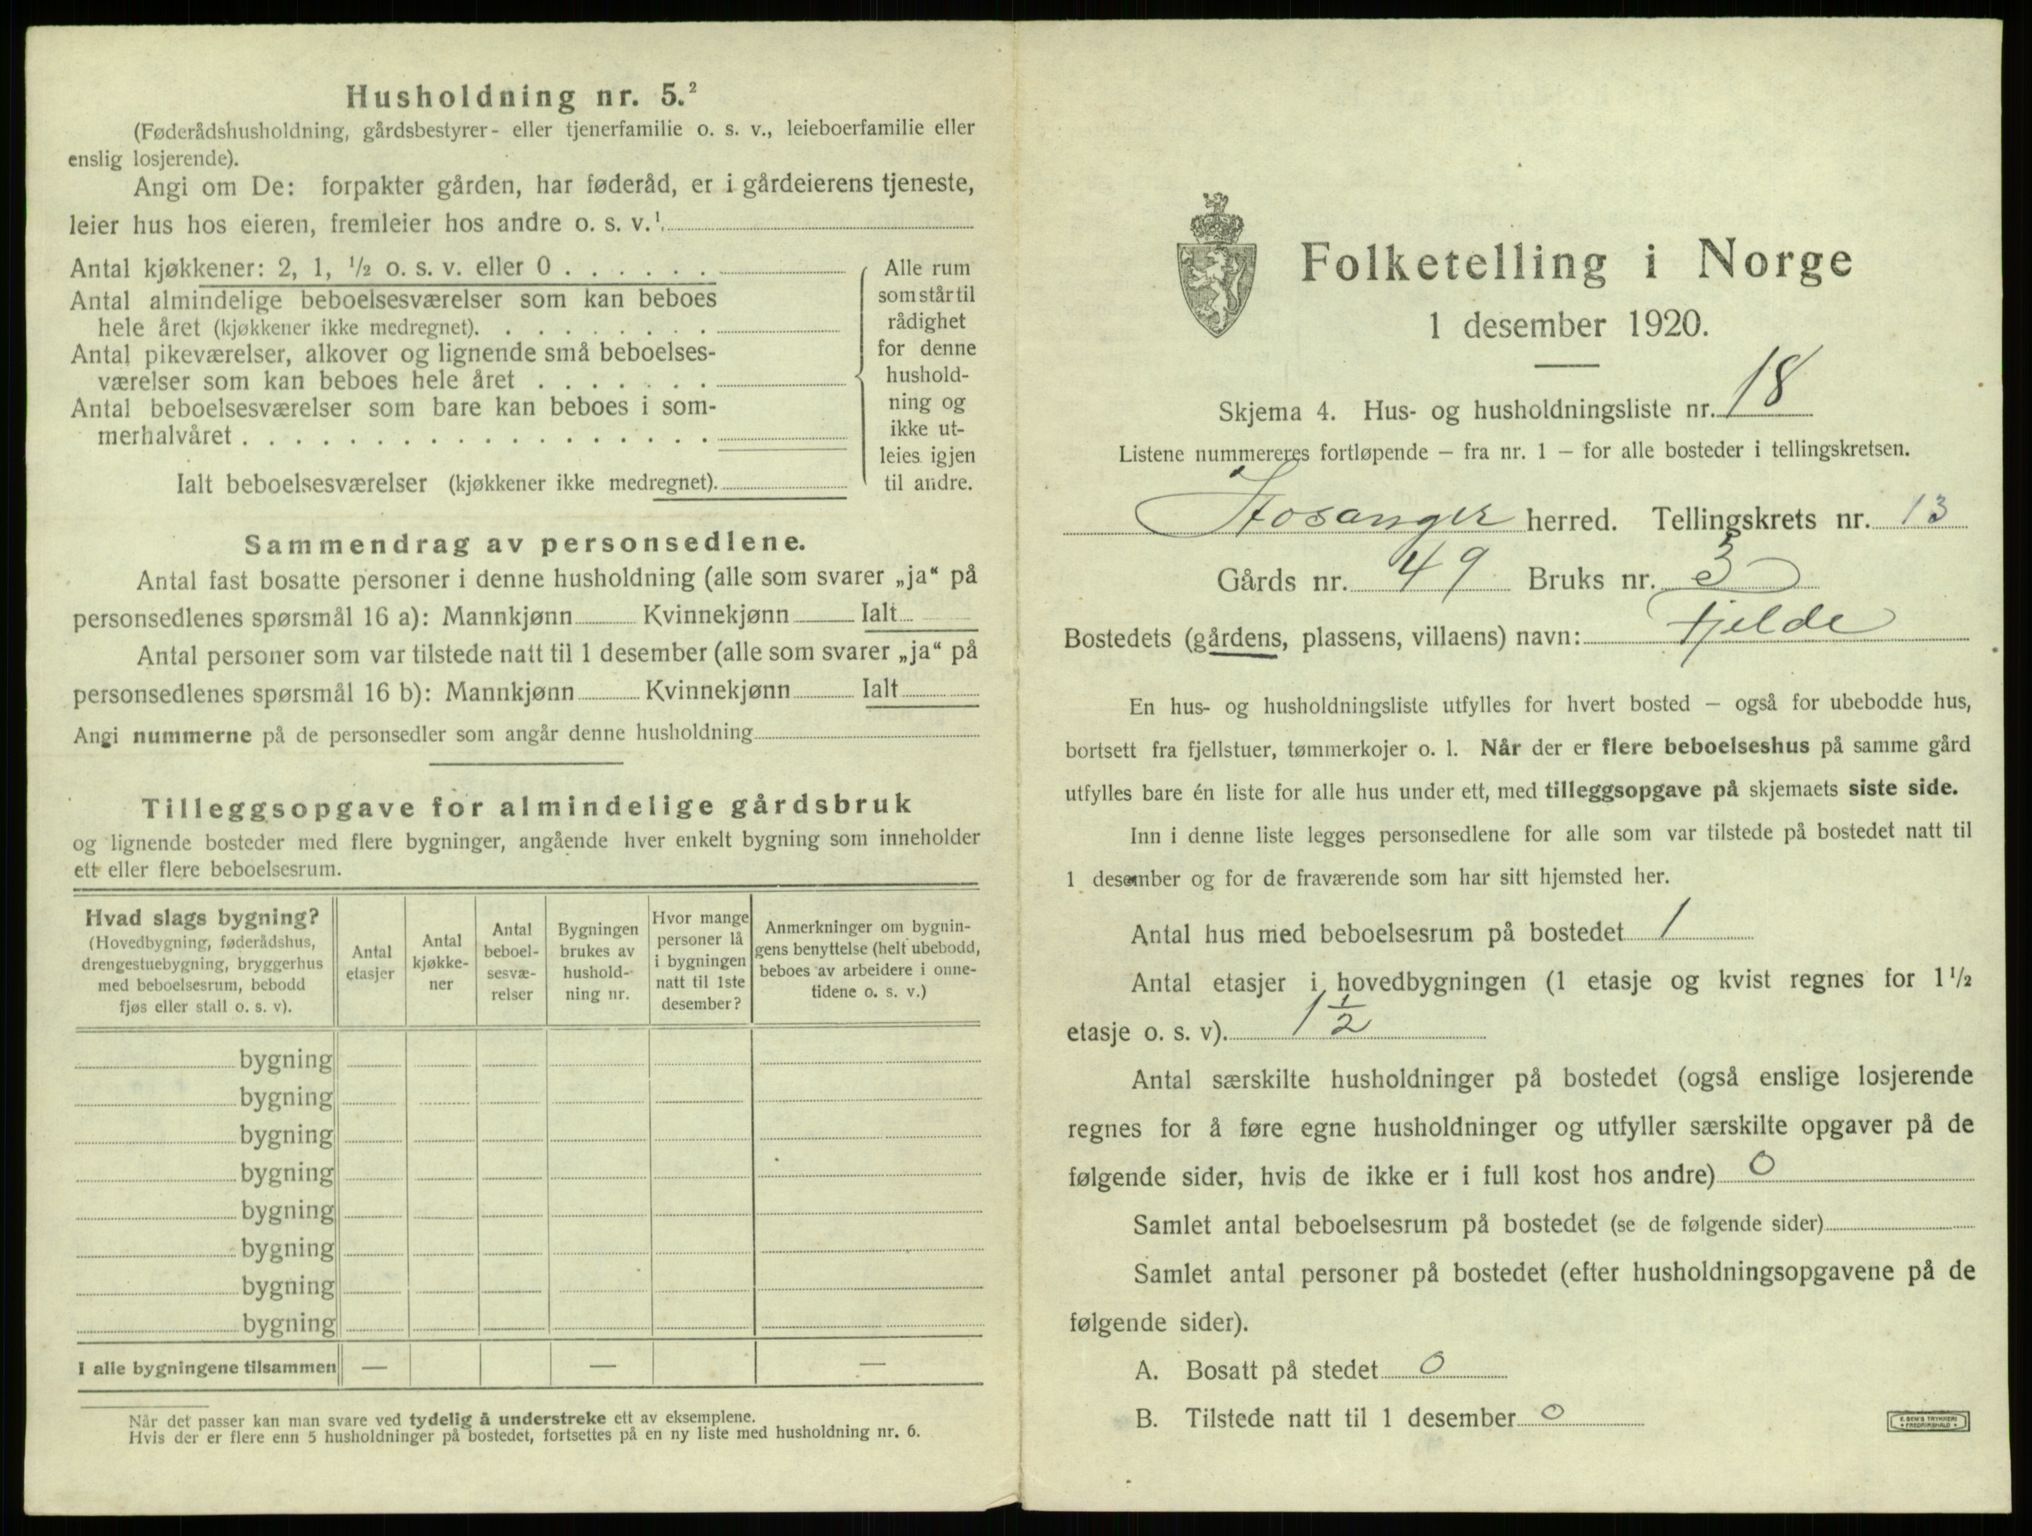 Husholdning nr. 5.²
(Føderådshusholdning, gårdsbestyrer- eller tjenerfamilie o. s. v., leieboerfamilie eller
enslig losjerende).
Angi om De: forpakter gården, har føderåd, er i gårdeierens tjeneste,
leier hus hos eieren, fremleier hos andre o. s. v.¹
Antal kjøkkener: 2, 1, ½ o. s. v. eller 0 . . . . . .
Antal almindelige beboelsesværelser som kan beboes
hele året (kjøkkener ikke medregnet). . . . . . . . .
Antal pikeværelser, alkover og lignende små beboelses-
værelser som kan beboes hele året . . . . . . .
Antal beboelsesværelser som bare kan beboes i som-
merhalvåret . . . . . . . . . . . . . . . . . .
Ialt beboelsesværelser (kjøkkener ikke medregnet).
Alle rum
som står til
rådighet
for denne
hushold-
ning og
ikke ut-
leies igjen
til andre.
Sammendrag av personsedlene.
Antal fast bosatte personer i denne husholdning (alle som svarer „ja“ på
personsedlenes spørsmål 16 a): Mannkjønn Kvinnekjønn Ialt
Antal personer som var tilstede natt til 1 desember (alle som svarer „ja“ på
personsedlenes spørsmål 16 b): Mannkjønn Kvinnekjønn Ialt
Angi nummerne på de personsedler som angår denne husholdning
Tilleggsopgave for almindelige gårdsbruk
og lignende bosteder med flere bygninger, angående hver enkelt bygning som inneholder
ett eller flere beboelsesrum.
Hvad slags bygning?
(Hovedbygning, føderådshus,
drengestuebygning, bryggerhus
med beboelsesrum, bebodd
fjøs eller stall o. s. v).
Antal
etasjer
Antal
kjøkke-
ner
Antal
beboel-
sesvæ-
relser
Bygningen
brukes av
hushold-
ning nr.
Hvor mange
personer lå
i bygningen
natt til 1ste
desember?
Anmerkninger om bygnin-
gens benyttelse (helt ubebodd,
beboes av arbeidere i onne-
tidene o. s. v.)
bygning
bygning
bygning
bygning
bygning
bygning
bygning
bygning
I alle bygningene tilsammen — — —
Når det passer kan man svare ved tydelig å understreke ett av eksemplene.
Hvis der er flere enn 5 husholdninger på bostedet, fortsettes på en ny liste med husholdning nr. 6.
Folketelling i Norge
1 desember 1920.
Skjema 4. Hus- og husholdningsliste nr. 18
Listene nummereres fortløpende – fra nr. 1 – for alle bosteder i tellingskretsen.
Hosanger herred. Tellingskrets nr. 13
Gårds nr. 49 Bruks nr. 3
Bostedets (gårdens, plassens, villaens) navn: Fjelde
En hus- og husholdningsliste utfylles for hvert bosted – også for ubebodde hus,
bortsett fra fjellstuer, tømmerkojer o. l. Når der er flere beboelseshus på samme gård
utfylles bare én liste for alle hus under ett, med tilleggsopgave på skjemaets siste side.
Inn i denne liste legges personsedlene for alle som var tilstede på bostedet natt til
1 desember og for de fraværende som har sitt hjemsted her.
Antal hus med beboelsesrum på bostedet 1
Antal etasjer i hovedbygningen (1 etasje og kvist regnes for 1½
etasje o. s. v). 1 ½
Antal særskilte husholdninger på bostedet (også enslige losjerende
regnes for å føre egne husholdninger og utfyller særskilte opgaver på de
følgende sider, hvis de ikke er i full kost hos andre) 0
Samlet antal beboelsesrum på bostedet (se de følgende sider)
Samlet antal personer på bostedet (efter husholdningsopgavene på de
følgende sider).
A. Bosatt på stedet 0
B. Tilstede natt til 1 desember 0
E. SEM'S TRYKKERI
FREDRIKSHALD